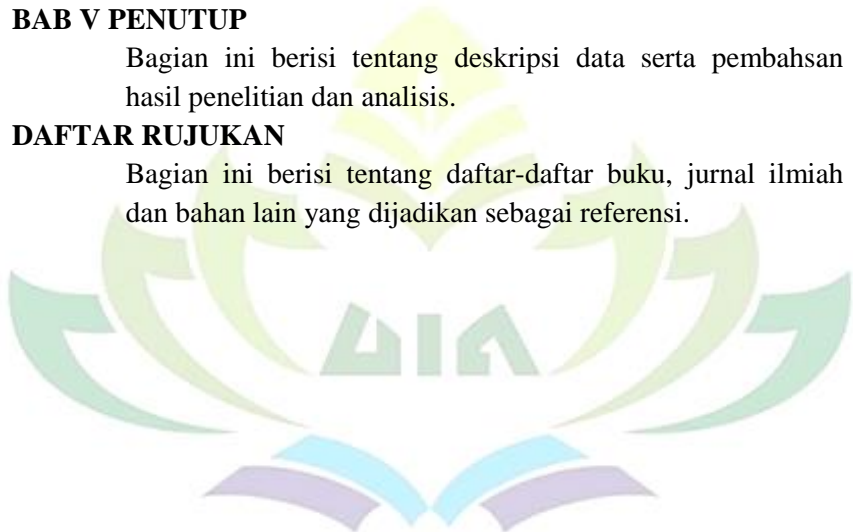 BAB V PENUTUP
Bagian ini berisi tentang deskripsi data serta pembahsan
hasil penelitian dan analisis.
DAFTAR RUJUKAN
Bagian ini berisi tentang daftar-daftar buku, jurnal ilmiah
dan bahan lain yang dijadikan sebagai referensi.
UIN